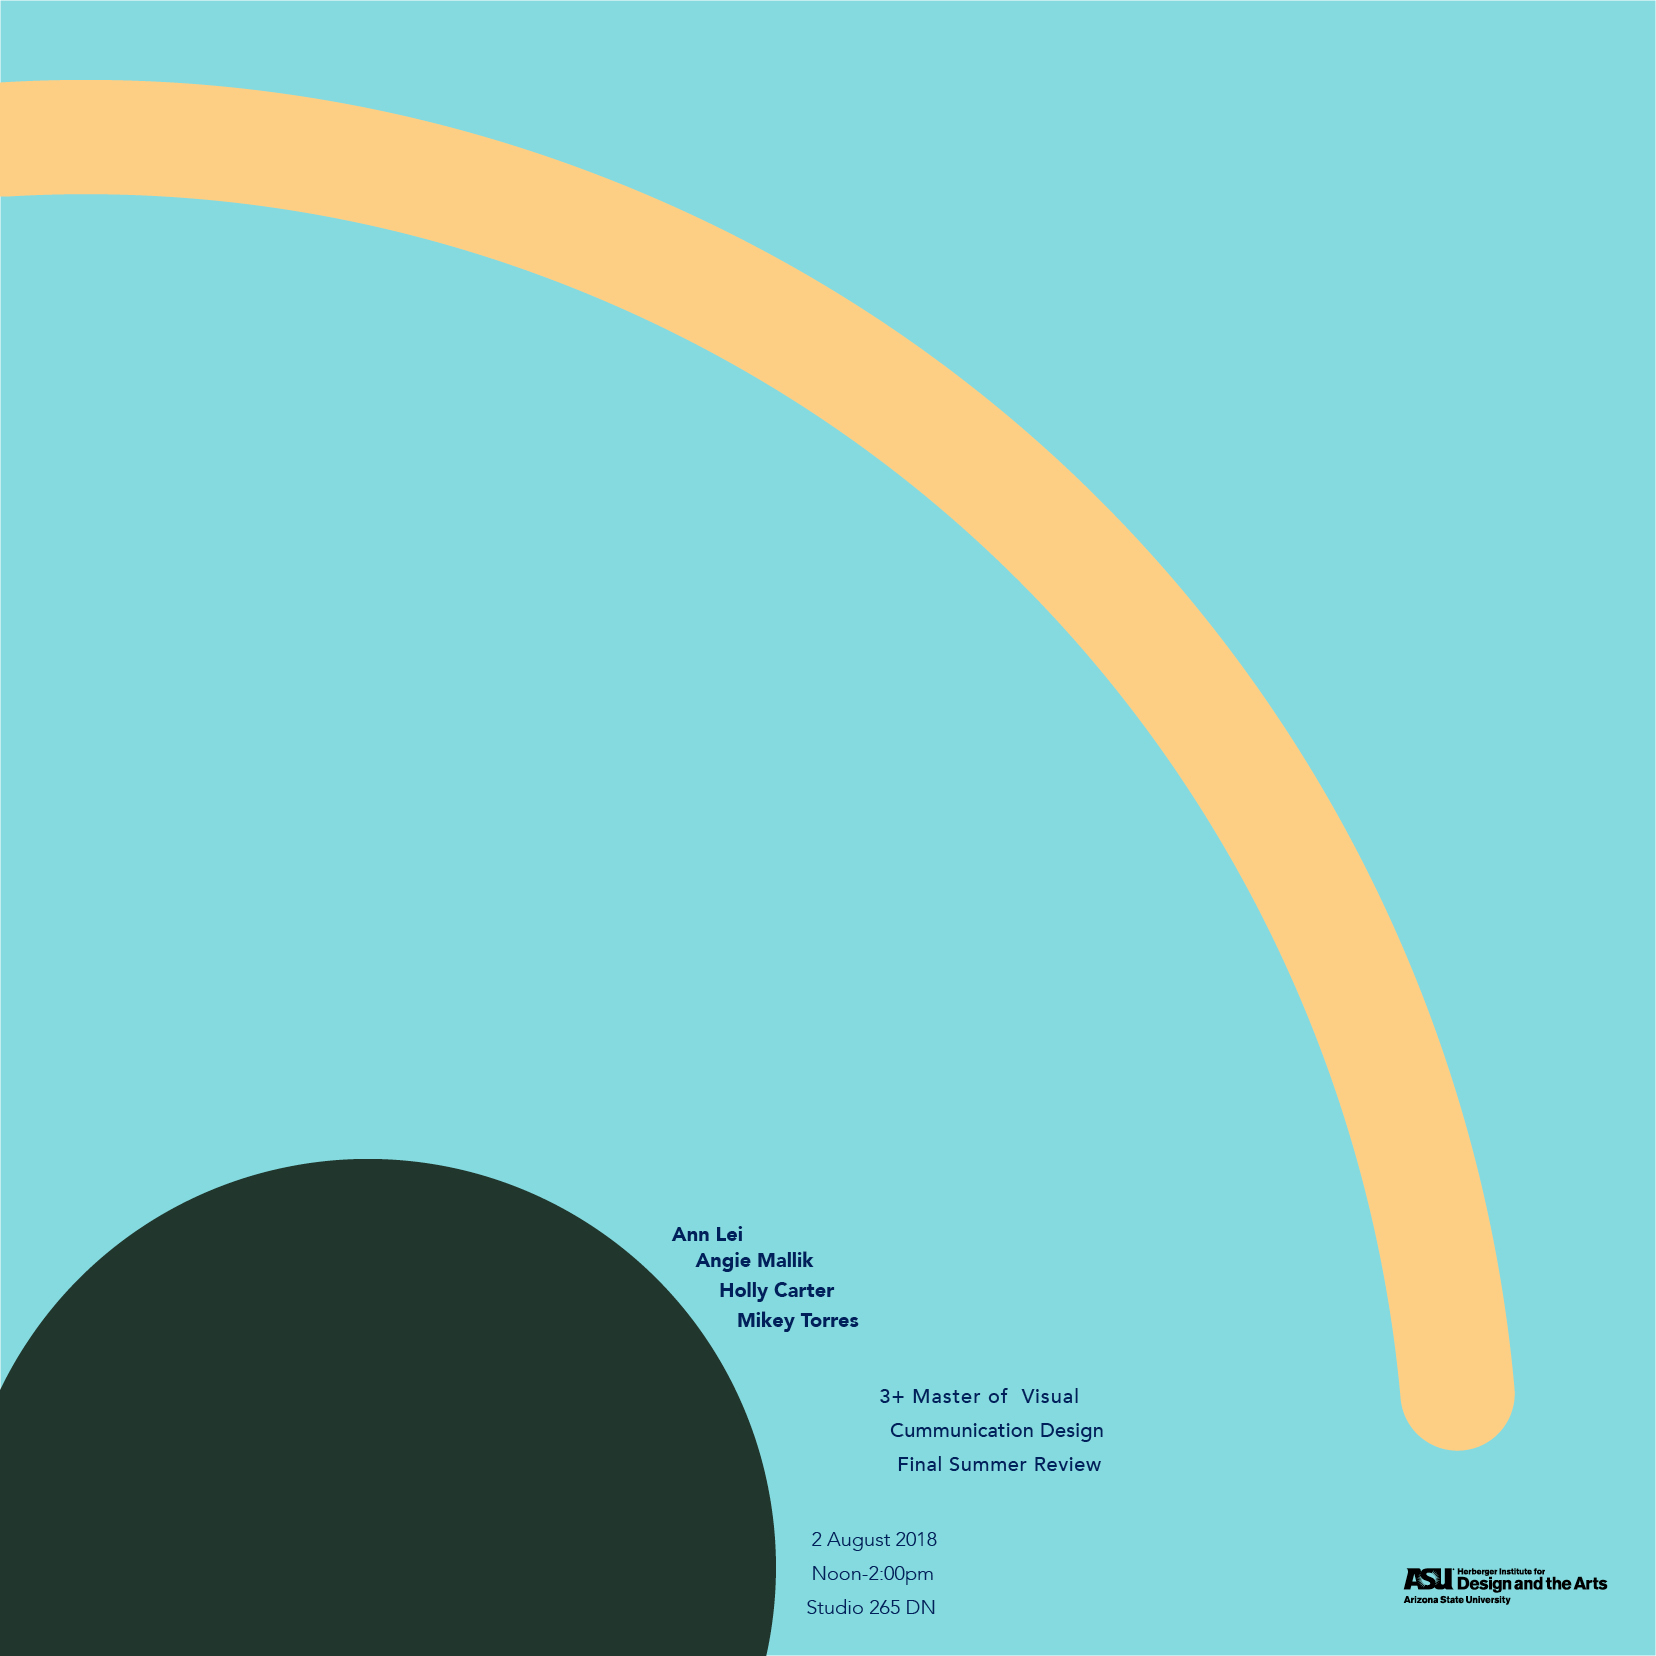 Ann Lei
Angie Mallik
Holly Carter
Mikey Torres
3+ Master of Visual
Cummunication Design
Final Summer Review
2 August 2018
Noon-2:00pm
Studio 265 DN
ASU Herberger Institute for
Design and the Arts
Arizona State University